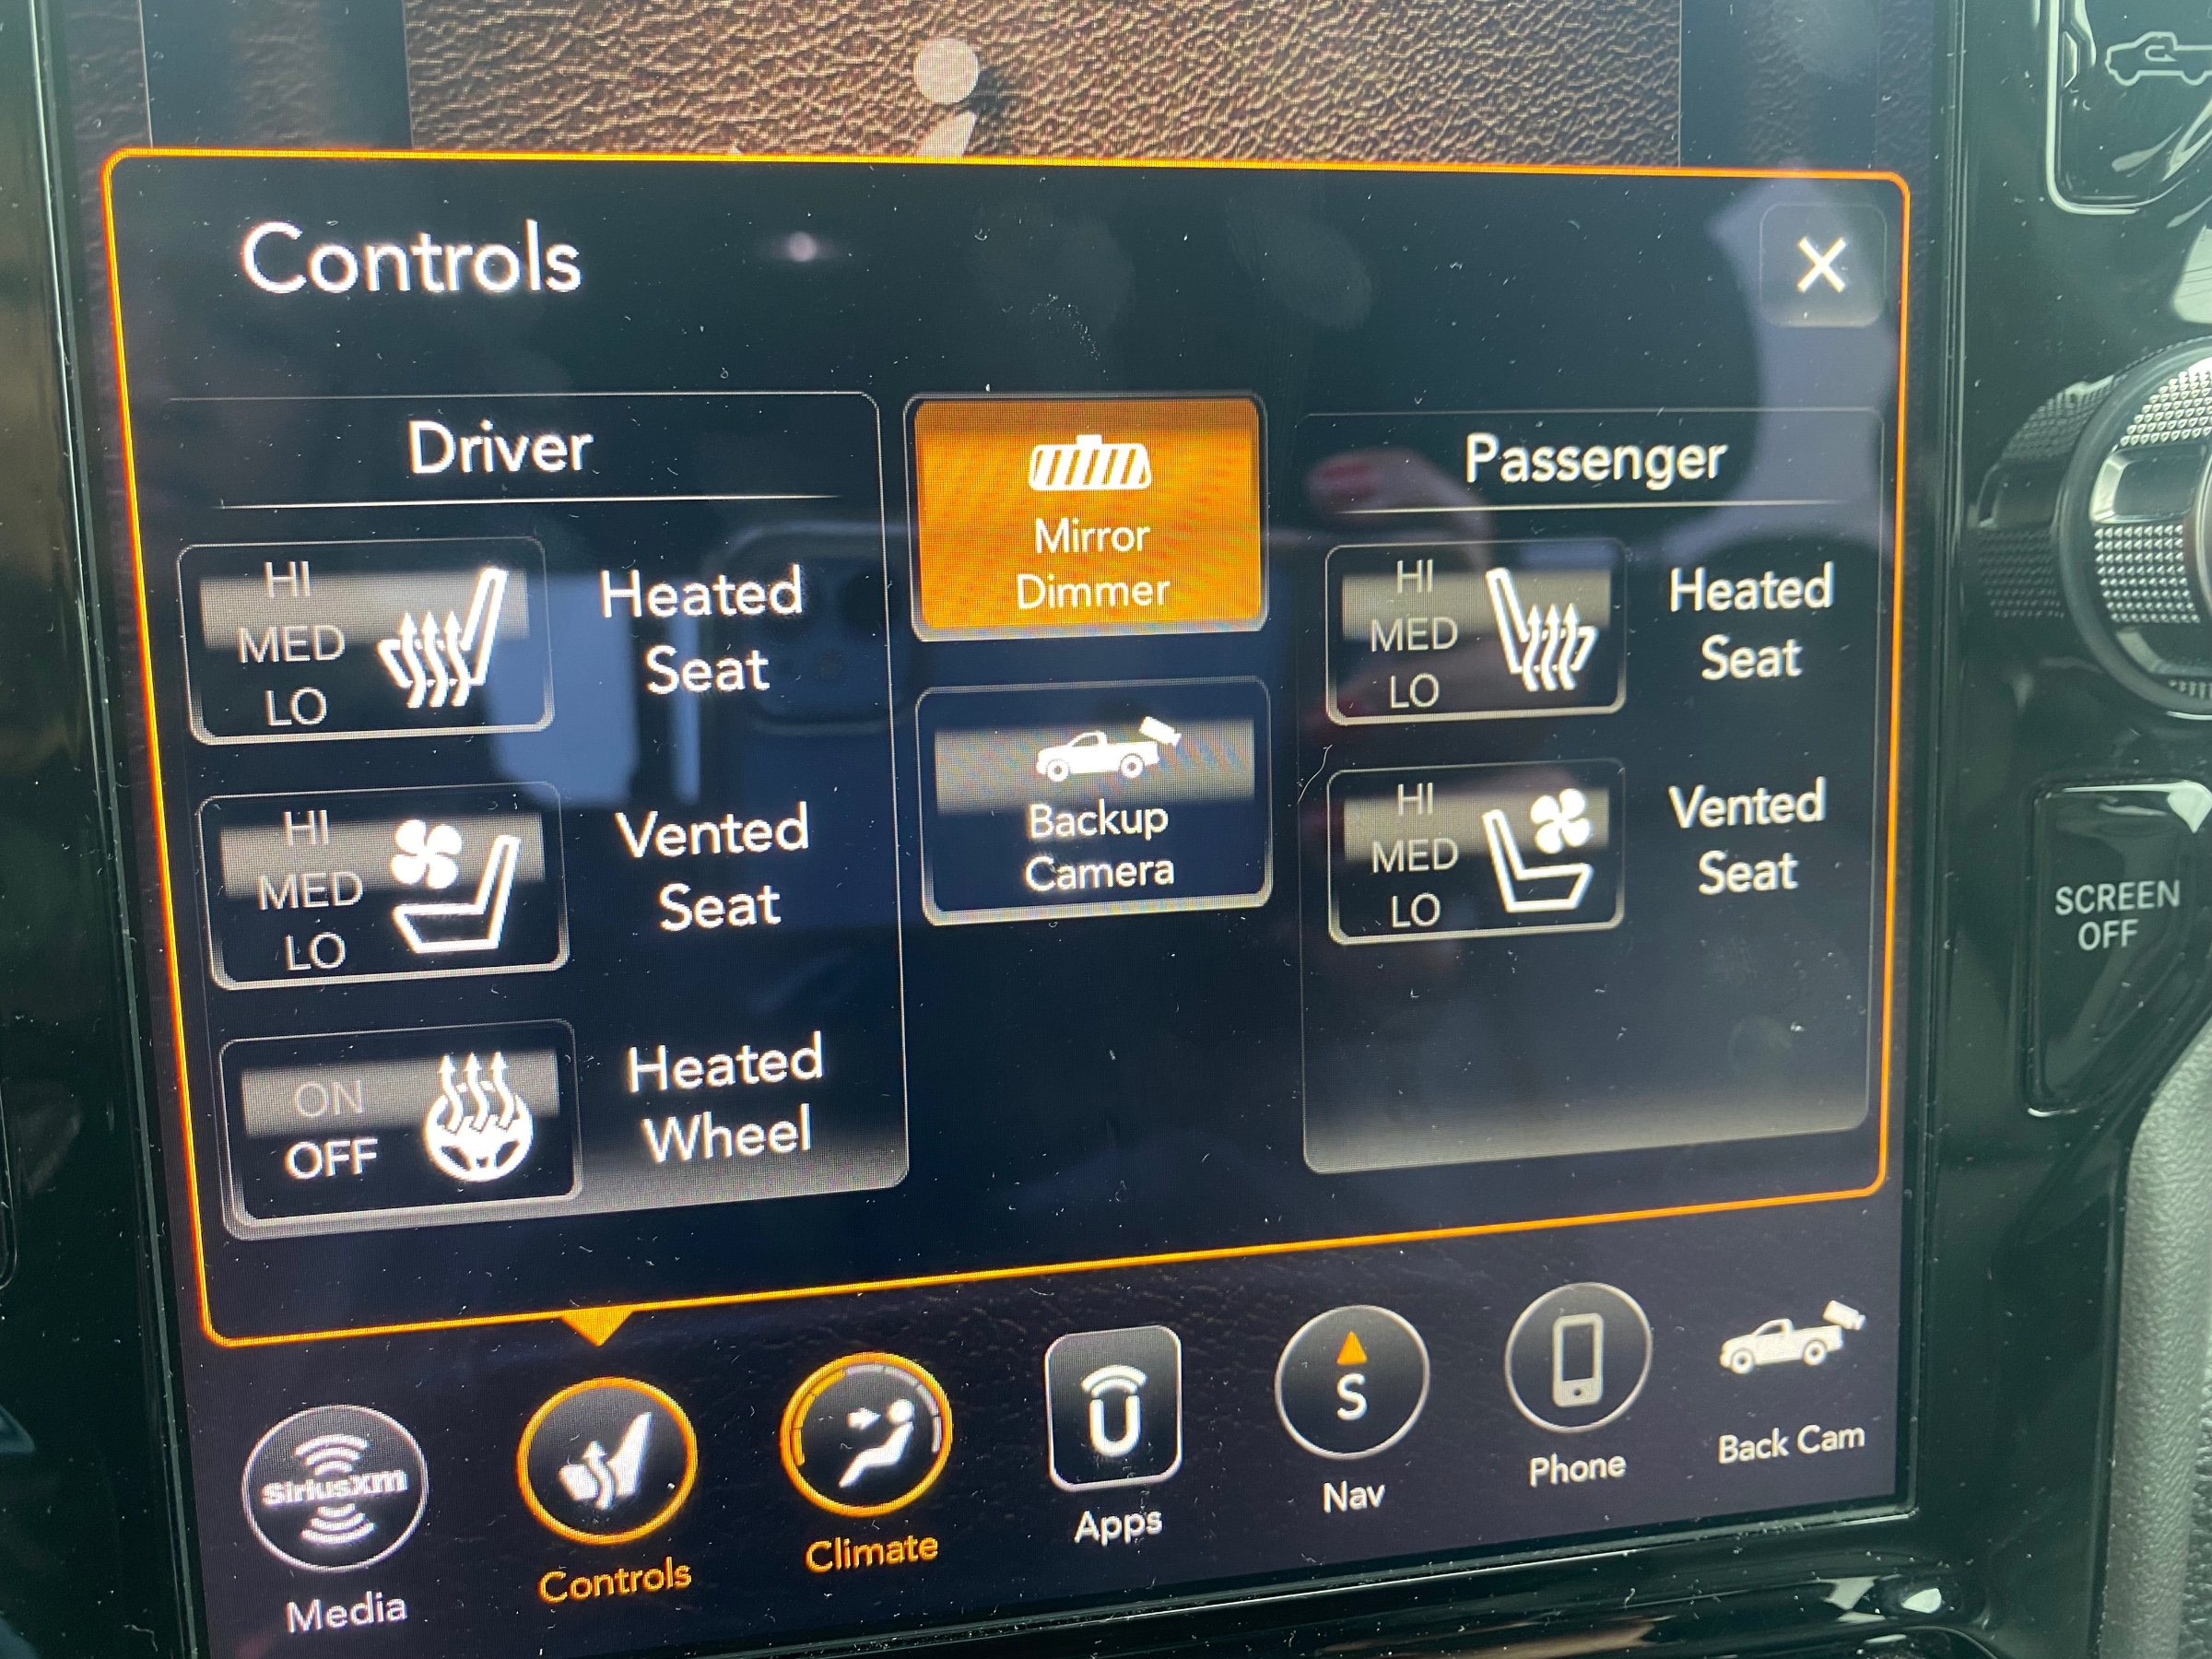 Controls
X
Driver
HI
MED
LO
Heated
Seat
HI
MED
LO
Vented
Seat
ON
OFF
Heated
Wheel
Mirror
Dimmer
Backup
Camera
Passenger
HI
MED
LO
Heated
Seat
HI
MED
LO
Vented
Seat
SCREEN
OFF
SiriusXM
Media
Controls
Climate
U
Apps
S
Nav
Phone
Back Cam